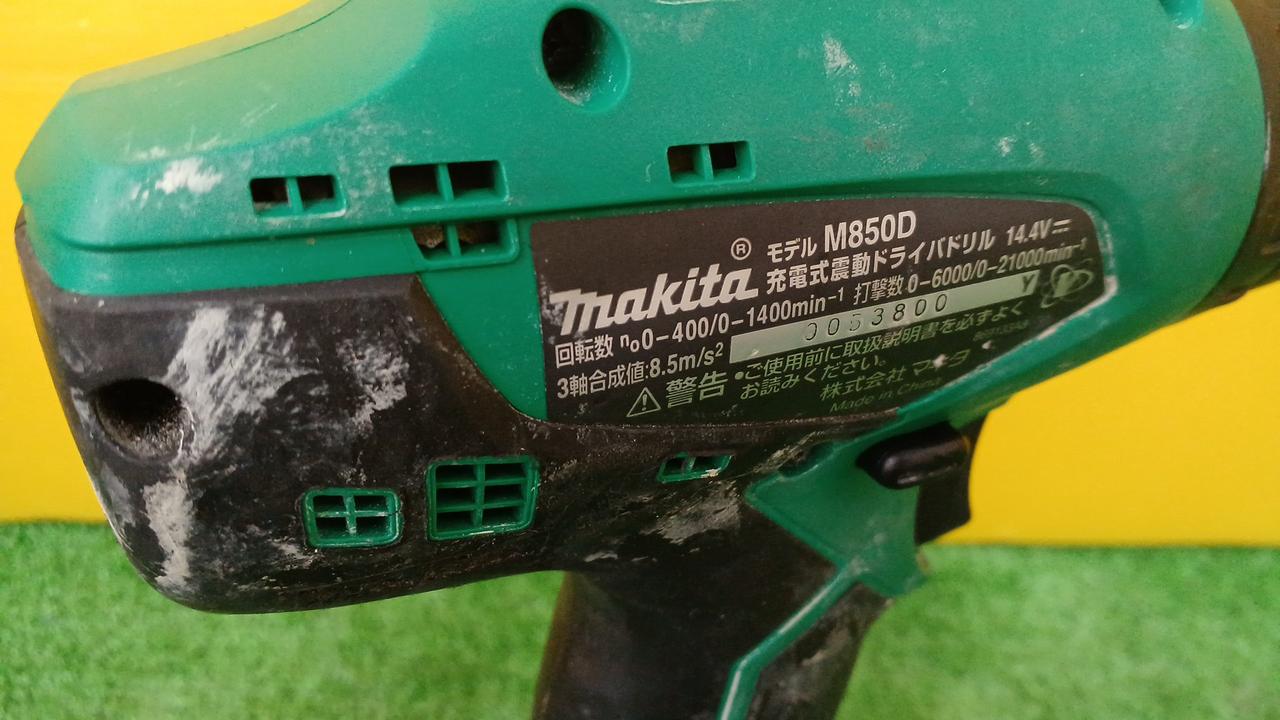 makita® モデル M850D
充電式震動ドライバドリル 14.4V⎓
回転数 n₀0-400/0-1400min⁻¹ 打撃数 0-6000/0-21000min⁻¹
3軸合成値:8.5m/s² 0053800 Y
⚠警告 •ご使用前に取扱説明書を必ずよく
お読みください。
株式会社 マキタ
Made in China